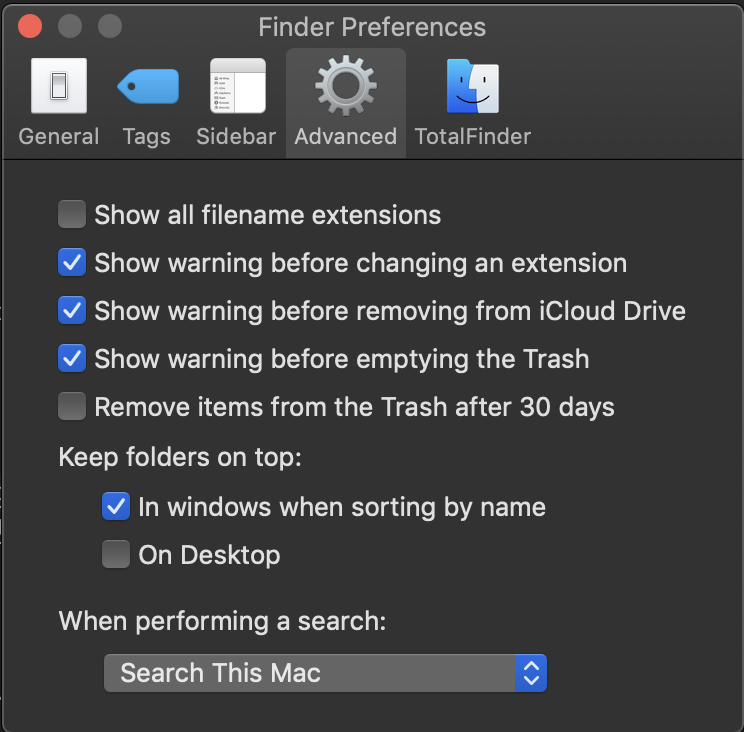 Finder Preferences
General Tags Sidebar Advanced TotalFinder
Show all filename extensions
Show warning before changing an extension
Show warning before removing from iCloud Drive
Show warning before emptying the Trash
Remove items from the Trash after 30 days
Keep folders on top:
In windows when sorting by name
On Desktop
When performing a search:
Search This Mac